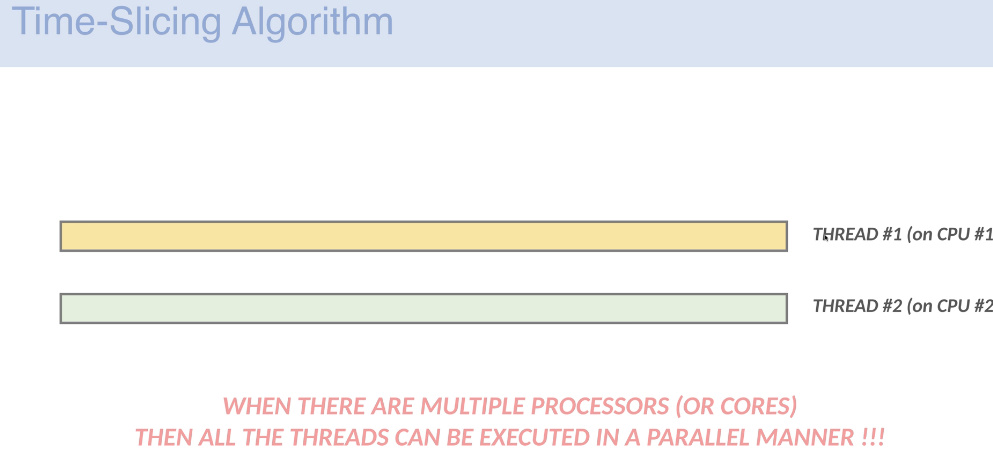 Time-Slicing Algorithm
THREAD #1 (on CPU #1
THREAD #2 (on CPU #2
WHEN THERE ARE MULTIPLE PROCESSORS (OR CORES)
THEN ALL THE THREADS CAN BE EXECUTED IN A PARALLEL MANNER !!!